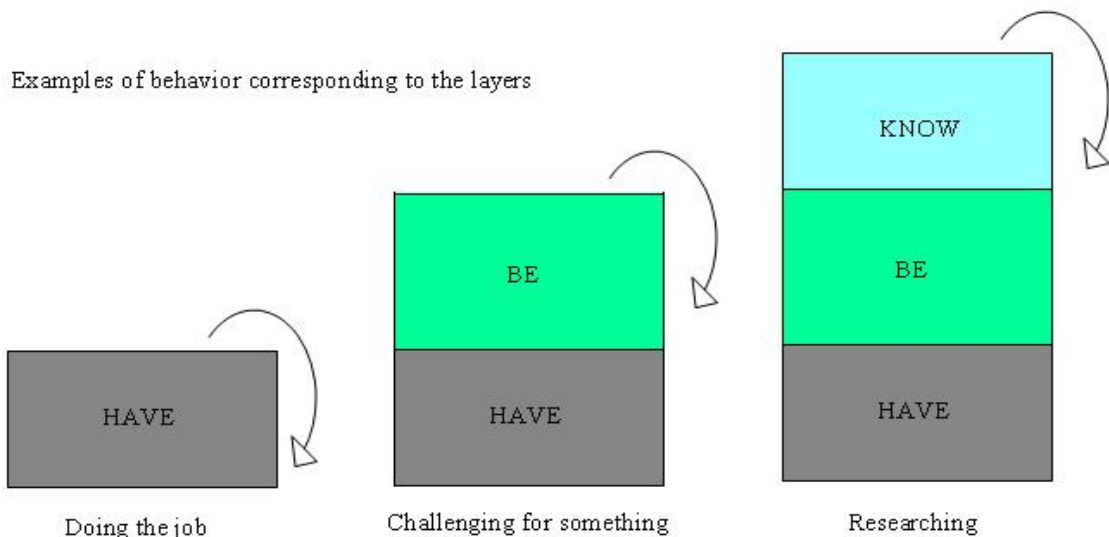 Examples of behavior corresponding to the layers
HAVE
Doing the job
BE
HAVE
Challenging for something
KNOW
BE
HAVE
Researching